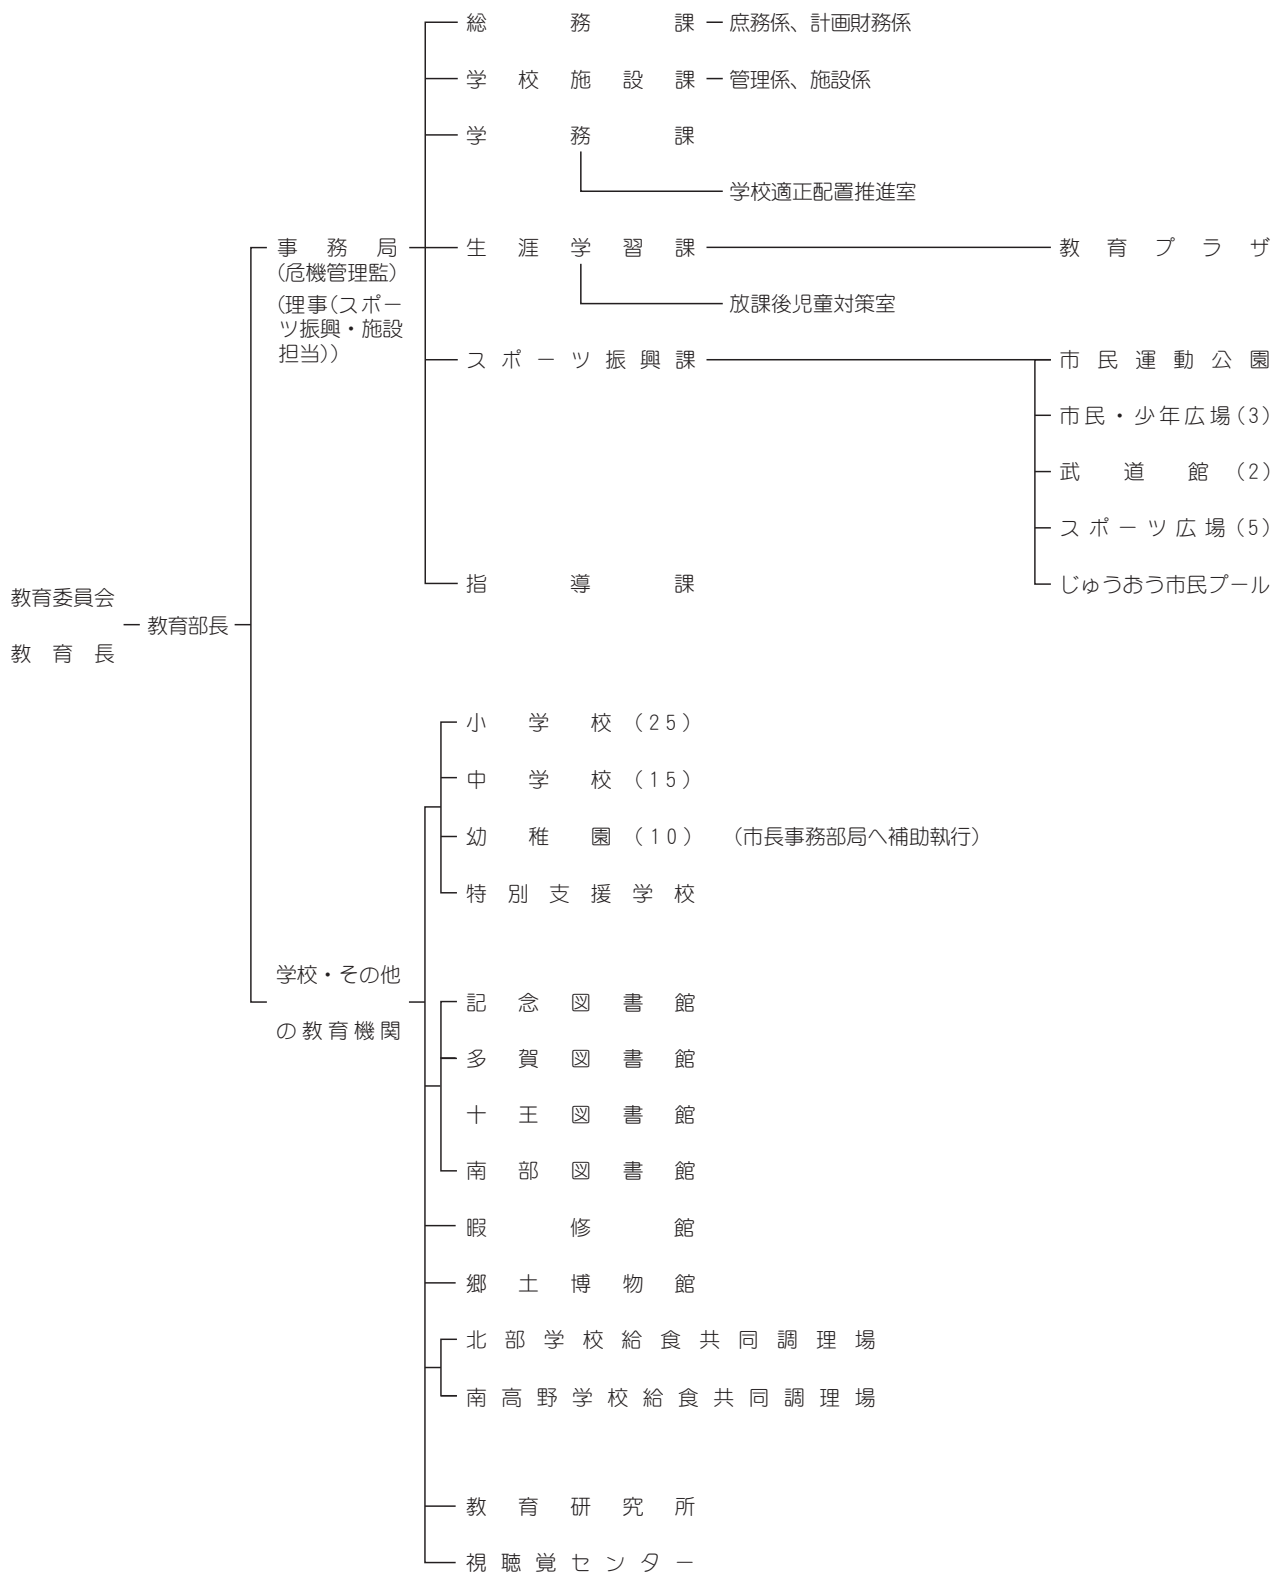 総務課 庶務係、計画財務係
学校施設課 管理係、施設係
学務課
学校適正配置推進室
事務局 生涯学習課 教育プラザ
(危機管理監)
(理事(スポー
ツ振興・施設
担当))
放課後児童対策室
スポーツ振興課 市民運動公園
市民・少年広場(3)
武道館(2)
スポーツ広場(5)
指導課 じゅうおう市民プール
教育委員会
教育部長
教育長
小学校(25)
中学校(15)
幼稚園(10) (市長事務部局へ補助執行)
特別支援学校
学校・その他
の教育機関
記念図書館
多賀図書館
十王図書館
南部図書館
暇修館
郷土博物館
北部学校給食共同調理場
南高野学校給食共同調理場
教育研究所
視聴覚センター